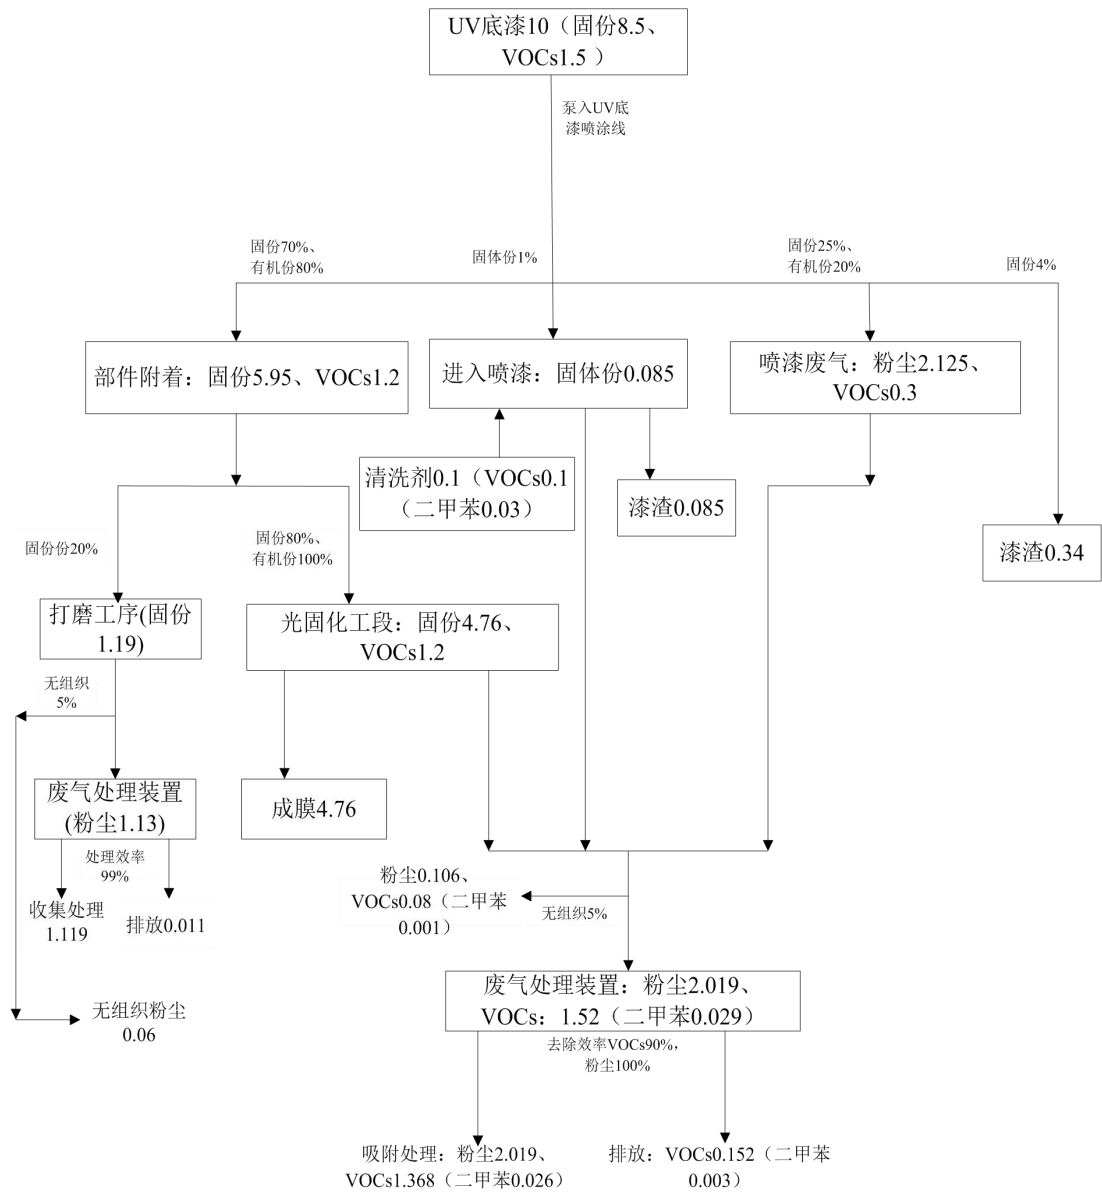 UV底漆10（固份8.5、
VOCs1.5 ）
泵入UV底
漆喷涂线
固份70%、
有机份80%
固体份1%
固份25%、
有机份20%
固份4%
部件附着：固份5.95、VOCs1.2
进入喷漆：固体份0.085
喷漆废气：粉尘2.125、
VOCs0.3
清洗剂0.1（VOCs0.1
（二甲苯0.03）
漆渣0.085
漆渣0.34
固份份20%
固份80%、
有机份100%
打磨工序(固份
1.19)
光固化工段：固份4.76、
VOCs1.2
无组织
5%
废气处理装置
(粉尘1.13)
成膜4.76
处理效率
99%
收集处理
1.119
排放0.011
粉尘0.106、
VOCs0.08（二甲苯
0.001）
无组织5%
无组织粉尘
0.06
废气处理装置：粉尘2.019、
VOCs：1.52（二甲苯0.029）
去除效率VOCs90%，
粉尘100%
吸附处理：粉尘2.019、
VOCs1.368（二甲苯0.026）
排放：VOCs0.152（二甲苯
0.003）